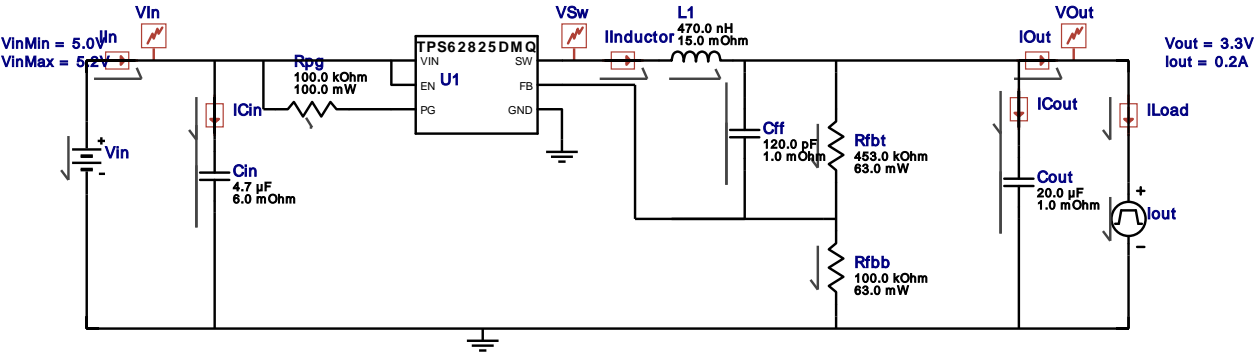 VIn
IIn
VinMin = 5.0V
VinMax = 5.2V
Rpg
100.0 kOhm
100.0 mW
TPS62825DMQ
VIN
SW
EN
U1
FB
PG
GND
VSw
IInductor
L1
470.0 nH
15.0 mOhm
IOut
VOut
Vout = 3.3V
Iout = 0.2A
ICin
Vin
+
-
Cin
4.7 µF
6.0 mOhm
Cff
120.0 pF
1.0 mOhm
Rfbt
453.0 kOhm
63.0 mW
Rfbb
100.0 kOhm
63.0 mW
ICout
Cout
20.0 µF
1.0 mOhm
ILoad
+
Iout
-